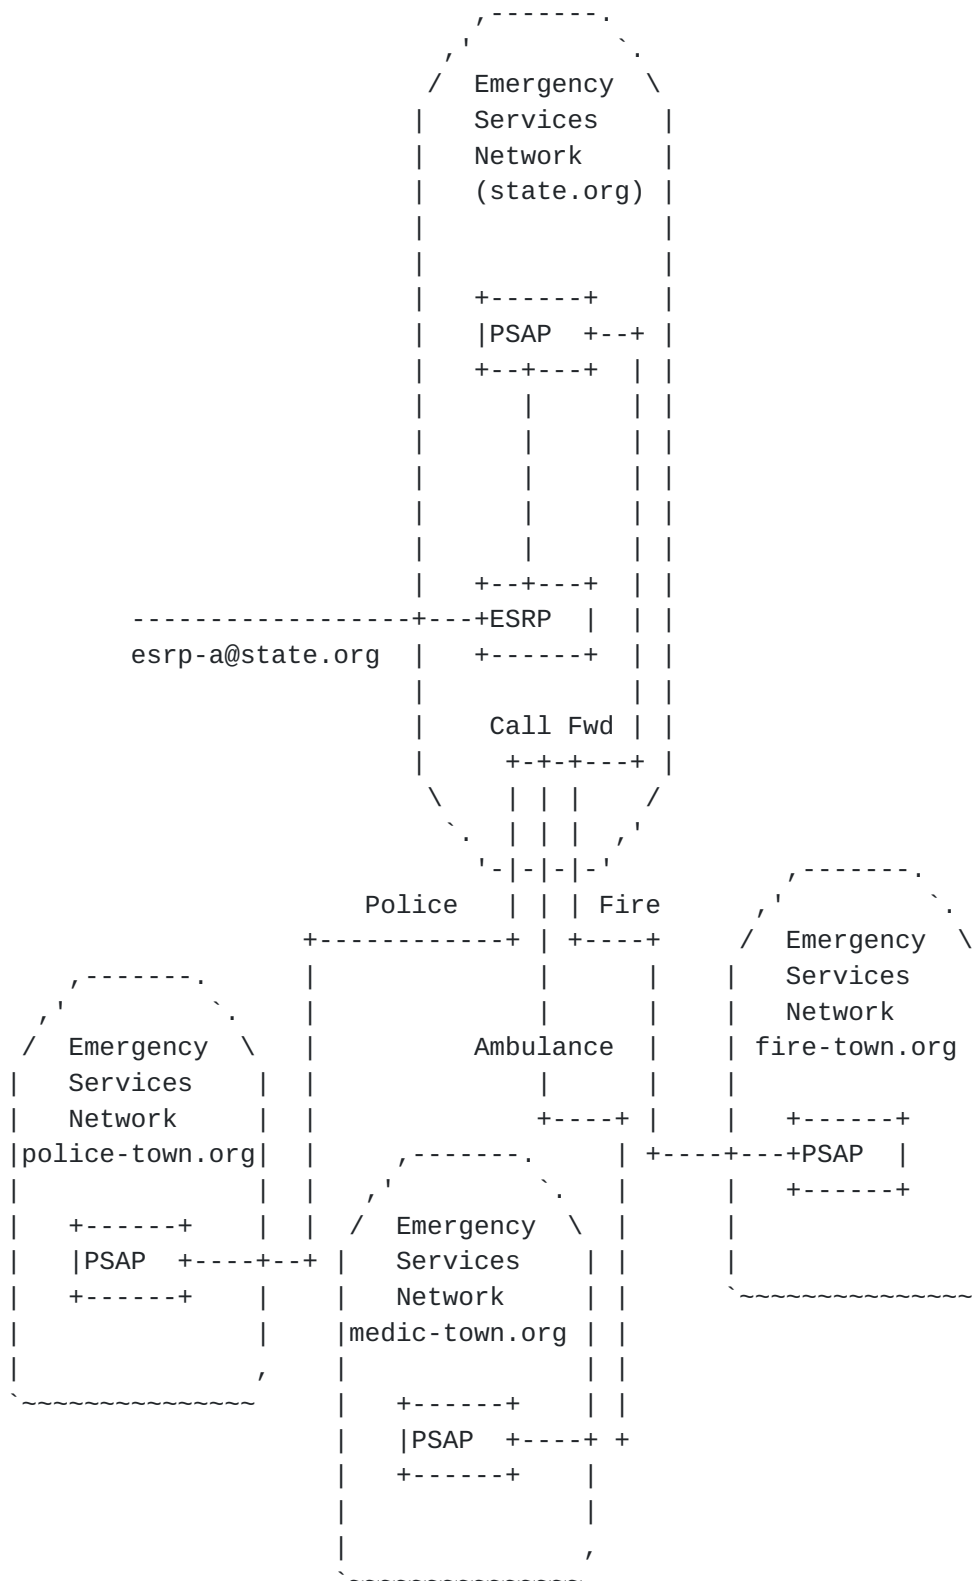 Emergency
Services
Network
(state.org)
PSAP
ESRP
esrp-a@state.org
Call Fwd
Police
Fire
Ambulance
Emergency
Services
Network
police-town.org
PSAP
Emergency
Services
Network
medic-town.org
PSAP
Emergency
Services
Network
fire-town.org
PSAP